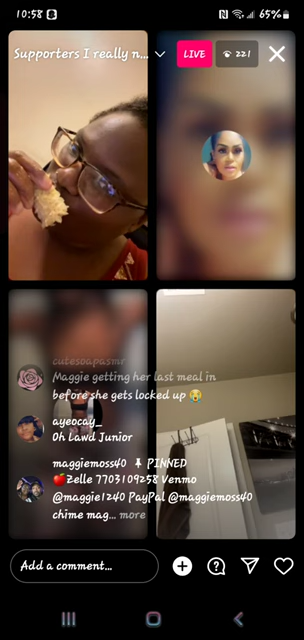 10:58
65%
Supporters I really n...
LIVE
221
cutesoapasmr
Maggie getting her last meal in
before she gets locked up 😭
ayeocay_
Oh Lawd Junior
maggiemoss40 📌 PINNED
🍎Zelle 7703109258 Venmo
@maggie1240 PayPal @maggiemoss40
chime mag... more
Add a comment...